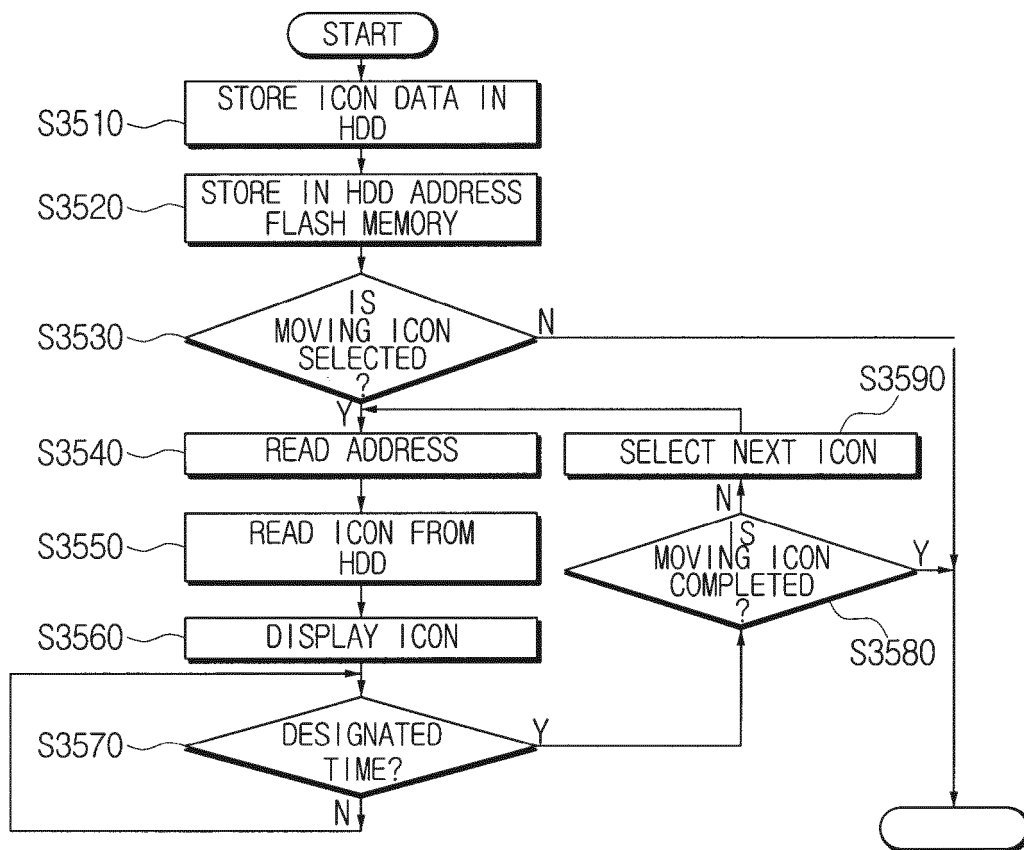 START
S3510
STORE ICON DATA IN
HDD
S3520
STORE IN HDD ADDRESS
FLASH MEMORY
S3530
IS
MOVING ICON
SELECTED
?
N
Y
S3590
S3540
READ ADDRESS
SELECT NEXT ICON
N
S3550
READ ICON FROM
HDD
IS
MOVING ICON
COMPLETED
?
Y
S3580
S3560
DISPLAY ICON
S3570
DESIGNATED
TIME?
Y
N